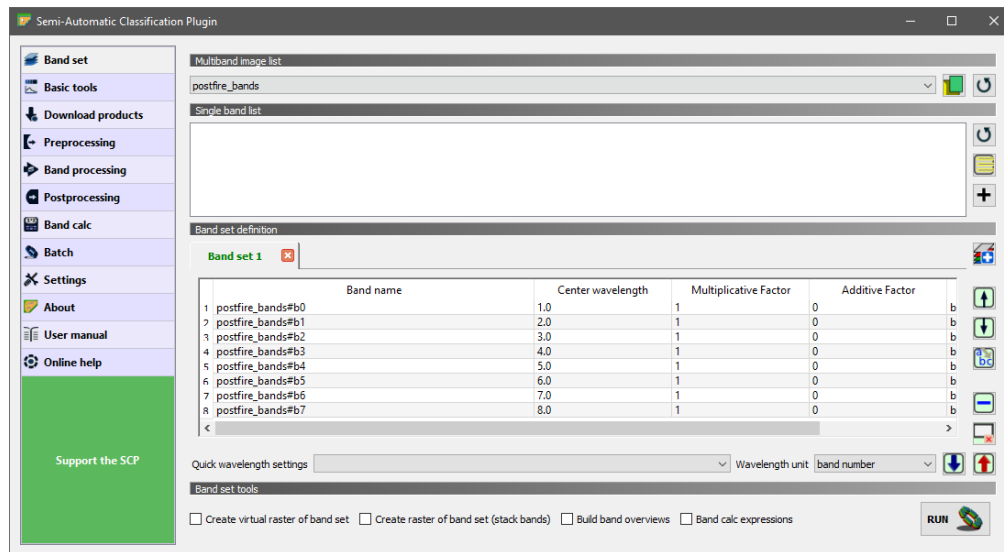 Semi-Automatic Classification Plugin
Band set
Basic tools
Download products
Preprocessing
Band processing
Postprocessing
Band calc
Batch
Settings
About
User manual
Online help
Support the SCP
Multiband image list
postfire_bands
Single band list
Band set definition
Band set 1
Band name Center wavelength Multiplicative Factor Additive Factor
1 postfire_bands#b0 1.0 1 0 b
2 postfire_bands#b1 2.0 1 0 b
3 postfire_bands#b2 3.0 1 0 b
4 postfire_bands#b3 4.0 1 0 b
5 postfire_bands#b4 5.0 1 0 b
6 postfire_bands#b5 6.0 1 0 b
7 postfire_bands#b6 7.0 1 0 b
8 postfire_bands#b7 8.0 1 0 b
Quick wavelength settings Wavelength unit band number
Band set tools
Create virtual raster of band set Create raster of band set (stack bands) Build band overviews Band calc expressions RUN